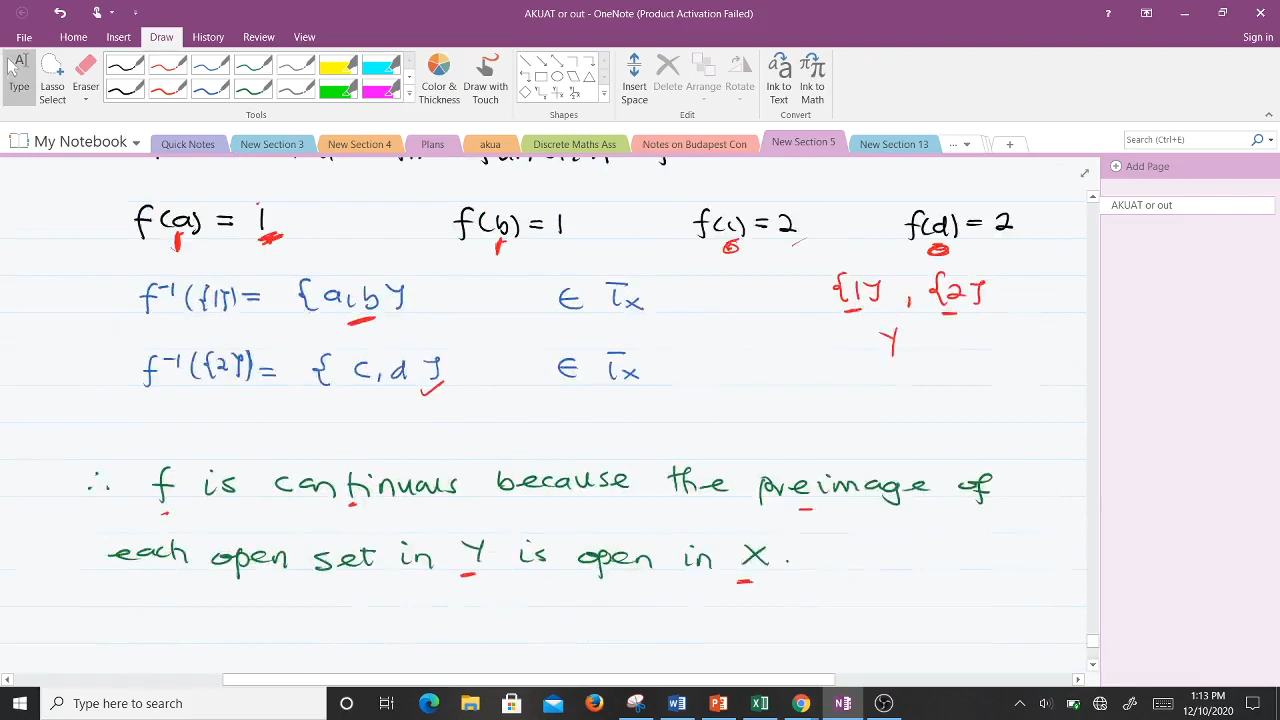 AKUAT or out - OneNote (Product Activation Failed)
File Home Insert Draw History Review View Sign in
Type Lasso Select Eraser Color & Thickness Draw with Touch Insert Space Delete Arrange Rotate Ink to Text Ink to Math
Tools Shapes Edit Convert
My Notebook Quick Notes New Section 3 New Section 4 Plans akua Discrete Maths Ass Notes on Budapest Con New Section 5 New Section 13 ... Search (Ctrl+E)
Add Page
AKUAT or out
f(a) = 1 f(b) = 1 f(c) = 2 f(d) = 2
f⁻¹({1}) = {a, b} ∈ τx {1}, {2}
Y
f⁻¹({2}) = {c, d} ∈ τx
∴ f is continuous because the preimage of
each open set in Y is open in X.
Type here to search
1:13 PM
12/10/2020